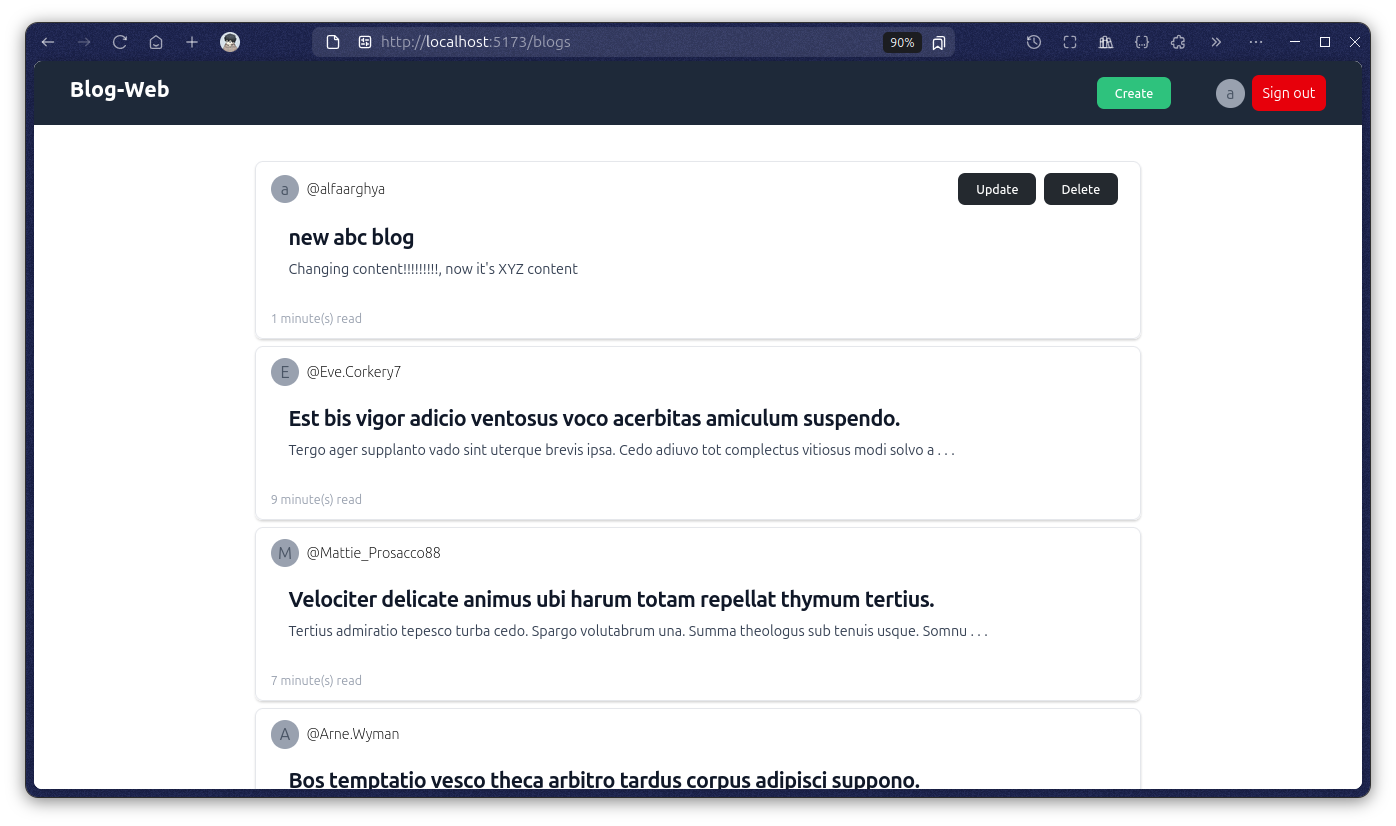 http://localhost:5173/blogs 90%
Blog-Web Create a Sign out
a @alfaarghya Update Delete
new abc blog
Changing content!!!!!!!!!, now it's XYZ content
1 minute(s) read
E @Eve.Corkery7
Est bis vigor adicio ventosus voco acerbitas amiculum suspendo.
Tergo ager supplanto vado sint uterque brevis ipsa. Cedo adiuvo tot complectus vitiosus modi solvo a . . .
9 minute(s) read
M @Mattie_Prosacco88
Velociter delicate animus ubi harum totam repellat thymum tertius.
Tertius admiratio tepesco turba cedo. Spargo volutabrum una. Summa theologus sub tenuis usque. Somnu . . .
7 minute(s) read
A @Arne.Wyman
Bos temptatio vesco theca arbitro tardus corpus adipisci suppono.